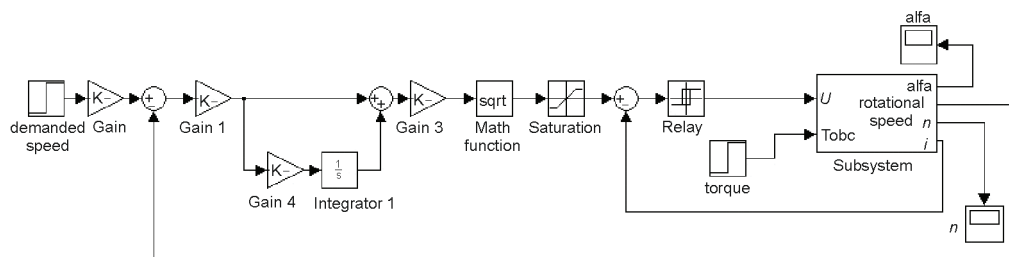 alfa
K–
demanded
speed
Gain
+
–
K–
Gain 1
K–
Gain 4
1
s
Integrator 1
+
+
K–
Gain 3
sqrt
Math
function
Saturation
+
–
Relay
torque
U
Tobc
alfa
rotational
speed
n
i
Subsystem
n